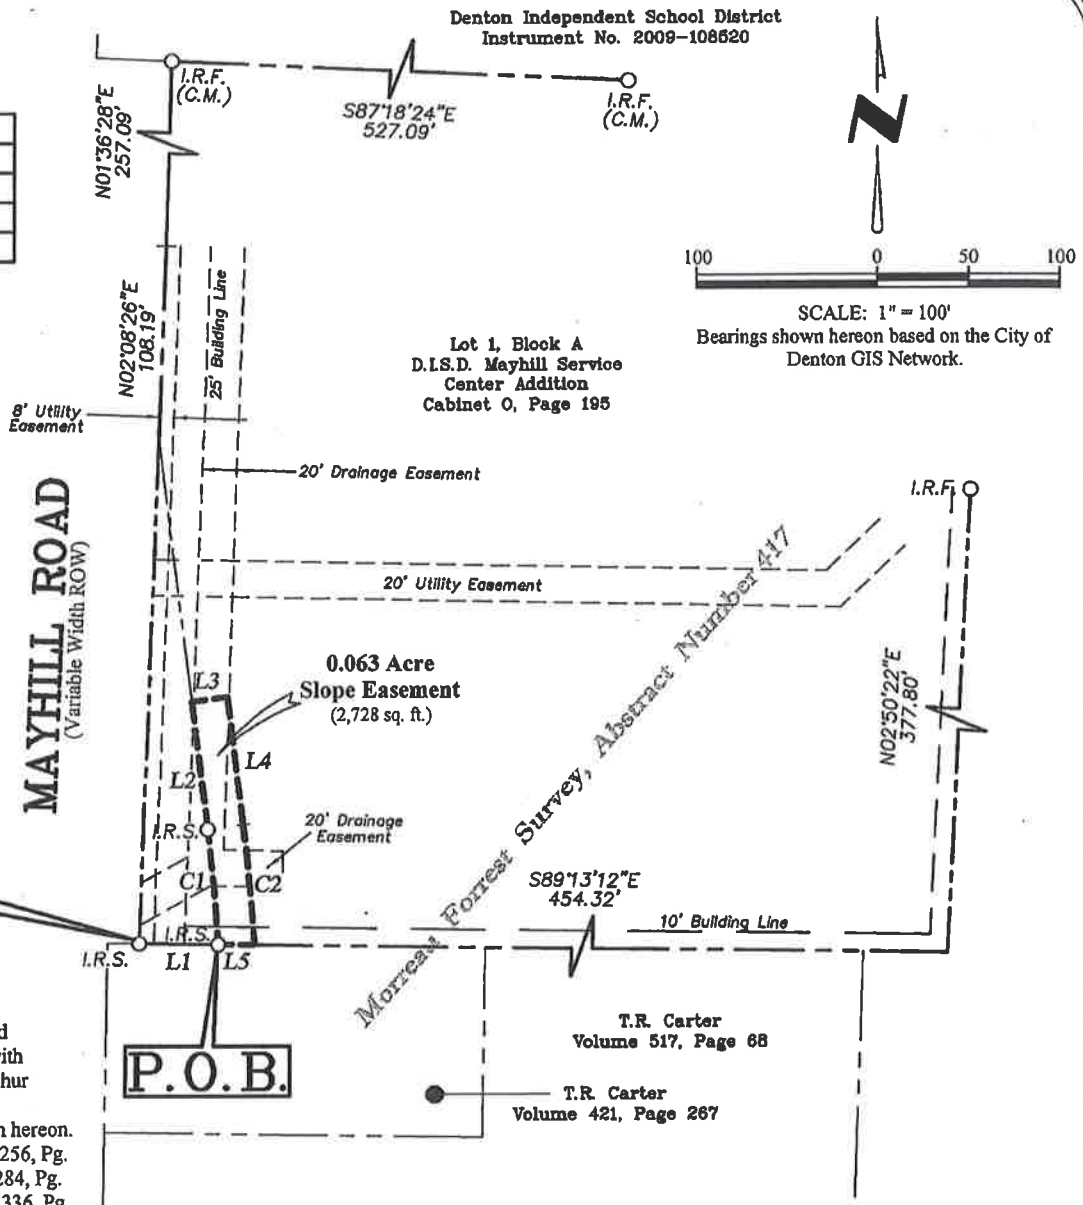 Denton Independent School District
Instrument No. 2009-108620
I.R.F.
(C.M.)
S87°18'24"E
527.09'
I.R.F.
(C.M.)
N01°36'28"E
257.09'
N
100 0 50 100
SCALE: 1" = 100'
Bearings shown hereon based on the City of
Denton GIS Network.
N02°08'26"E
108.19'
25' Building Line
Lot 1, Block A
D.I.S.D. Mayhill Service
Center Addition
Cabinet O, Page 195
8' Utility
Easement
20' Drainage Easement
I.R.F.
MAYHILL ROAD
(Variable Width ROW)
20' Utility Easement
Morreau Forrest Survey, Abstract Number 417
0.063 Acre
Slope Easement
(2,728 sq. ft.)
L3
N02°50'22"E
377.80'
L2
L4
I.R.S.
20' Drainage
Easement
C1
C2
S89°13'12"E
454.32'
10' Building Line
I.R.S.
I.R.S.
L1
L5
P.O.B.
T.R. Carter
Volume 517, Page 68
T.R. Carter
Volume 421, Page 267
d
with
hur
n hereon.
256, Pg.
284, Pg.
336, Pg.